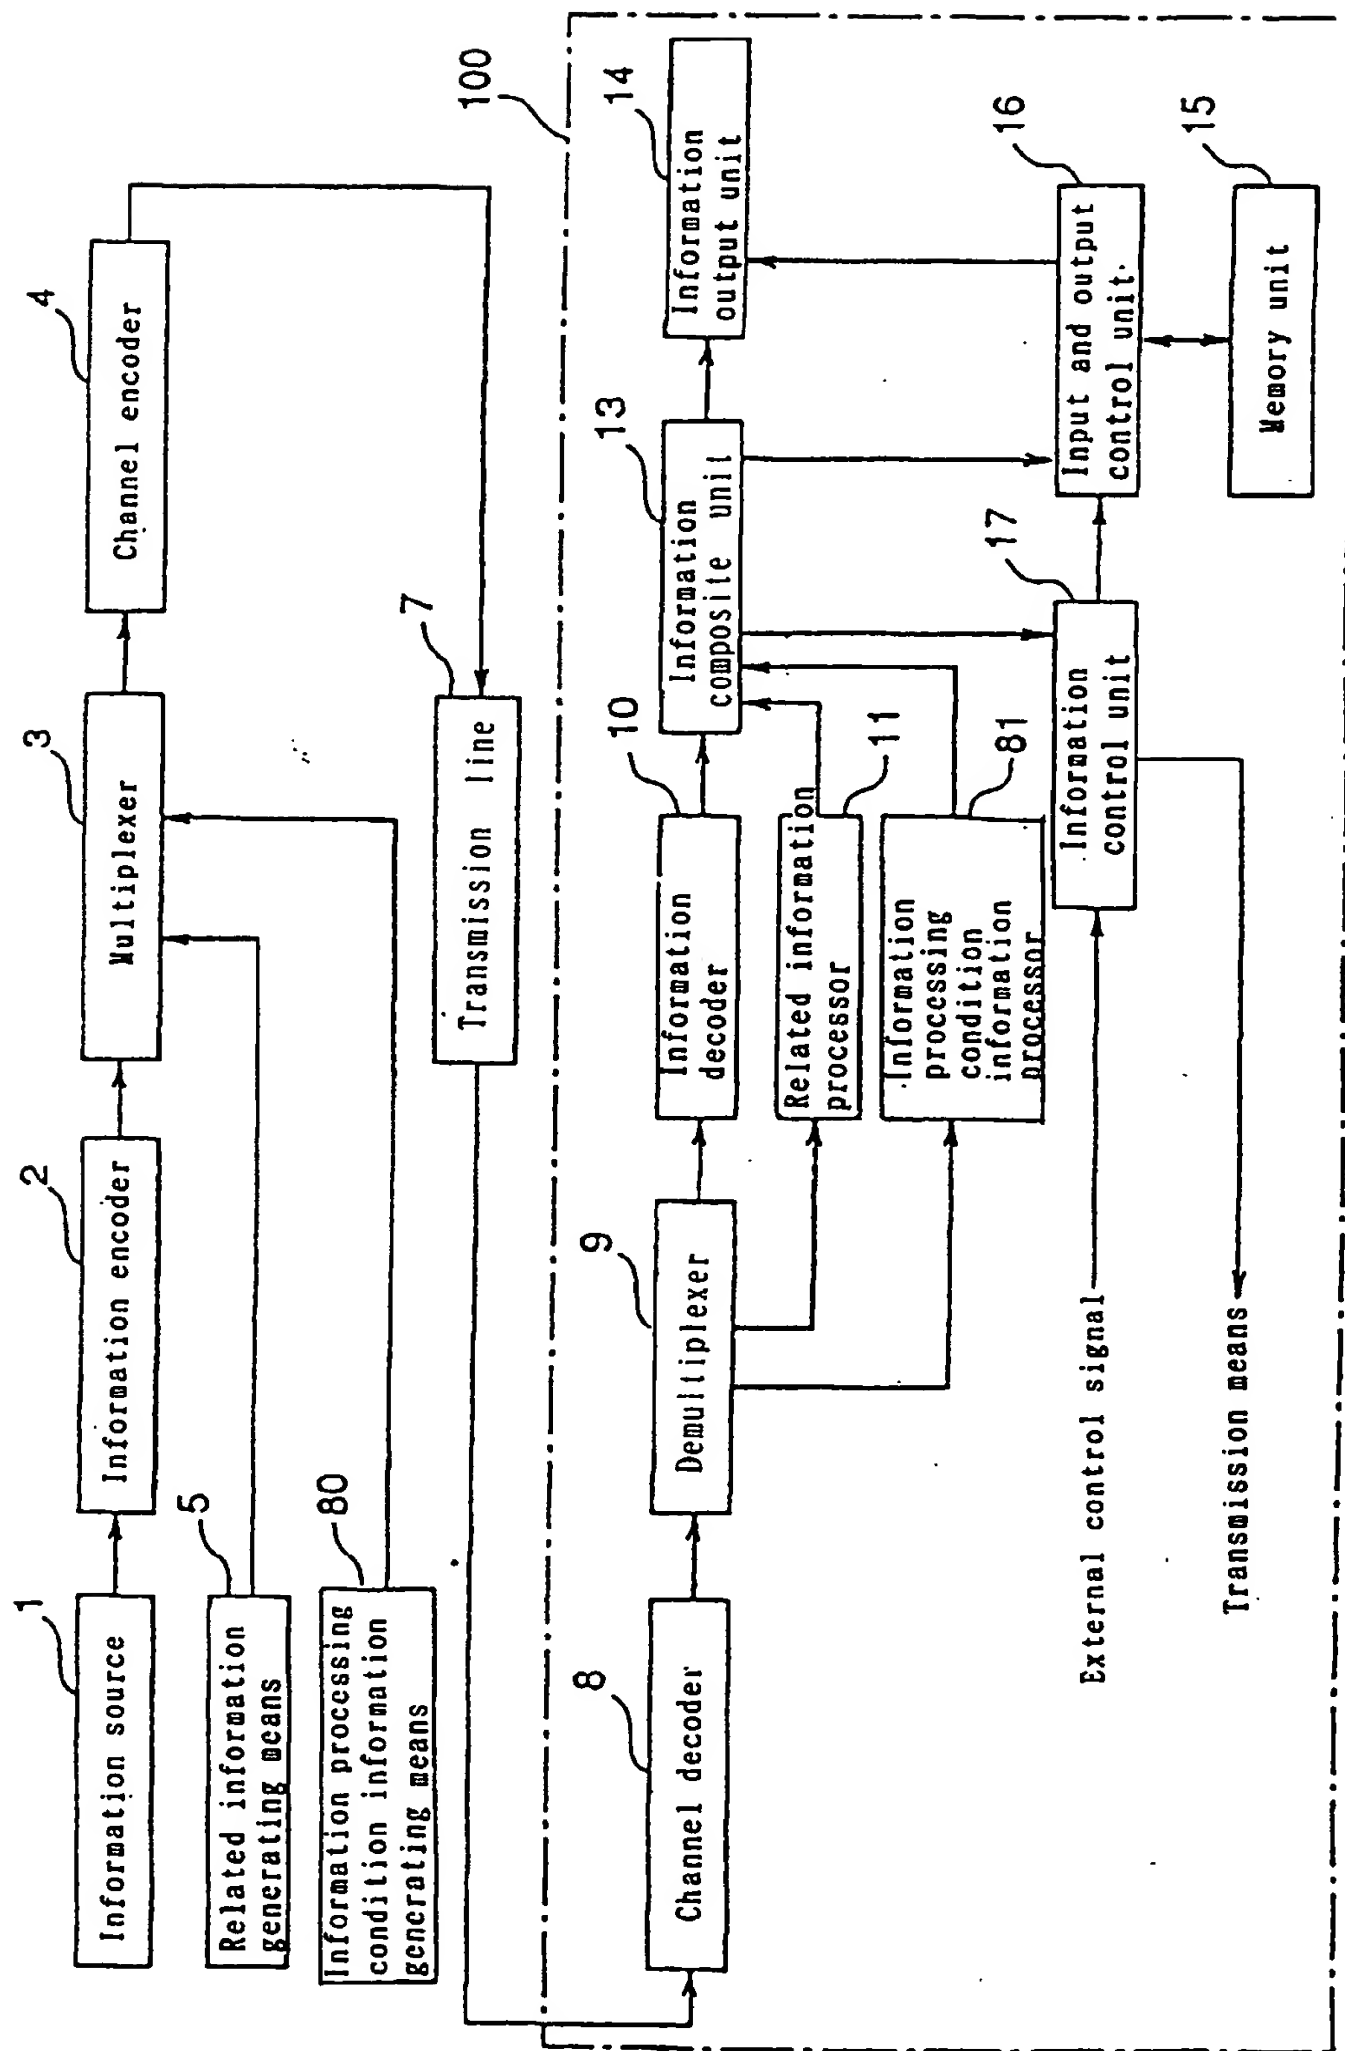 1
Information source
2
Information encoder
3
Multiplexer
4
Channel encoder
5
Related information
generating means
80
Information processing
condition information
generating means
7
Transmission line
100
8
Channel decoder
9
Demultiplexer
10
Information
decoder
13
Information
composite unit
14
Information
output unit
11
Related information
processor
81
Information
processing
condition
information
processor
17
Information
control unit
16
Input and output
control unit
15
Memory unit
External control signal
Transmission means